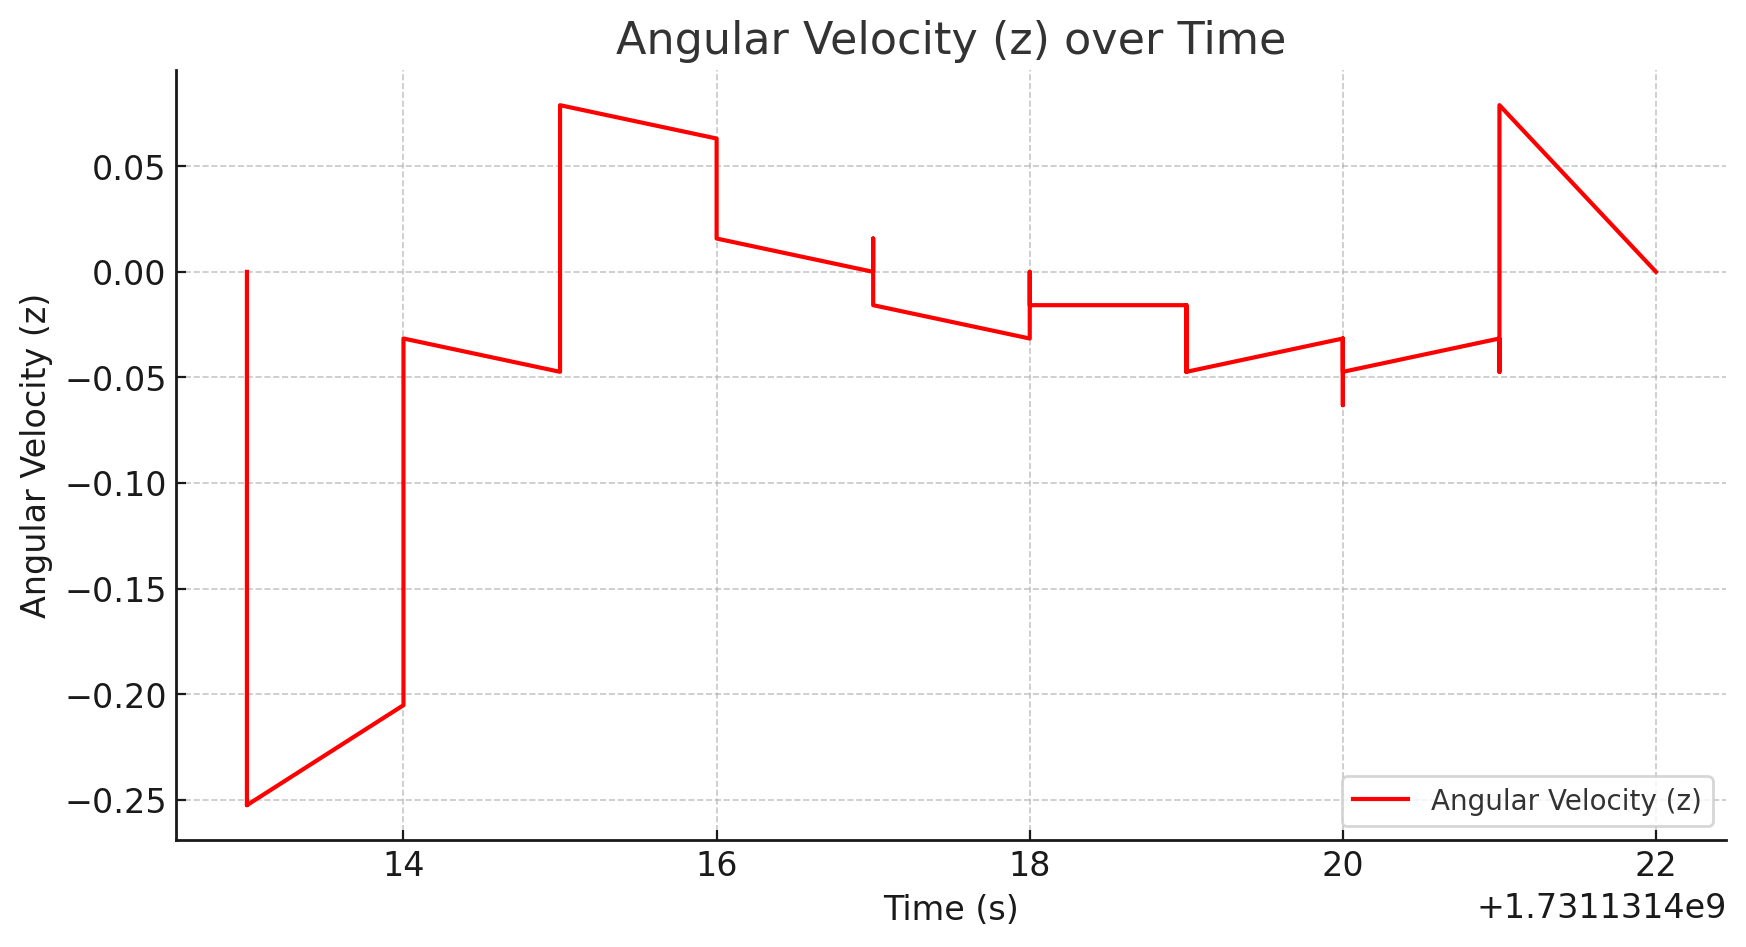 Angular Velocity (z) over Time
Angular Velocity (z)
0.05
0.00
−0.05
−0.10
−0.15
−0.20
−0.25
Angular Velocity (z)
14 16 18 20 22
Time (s)
+1.7311314e9